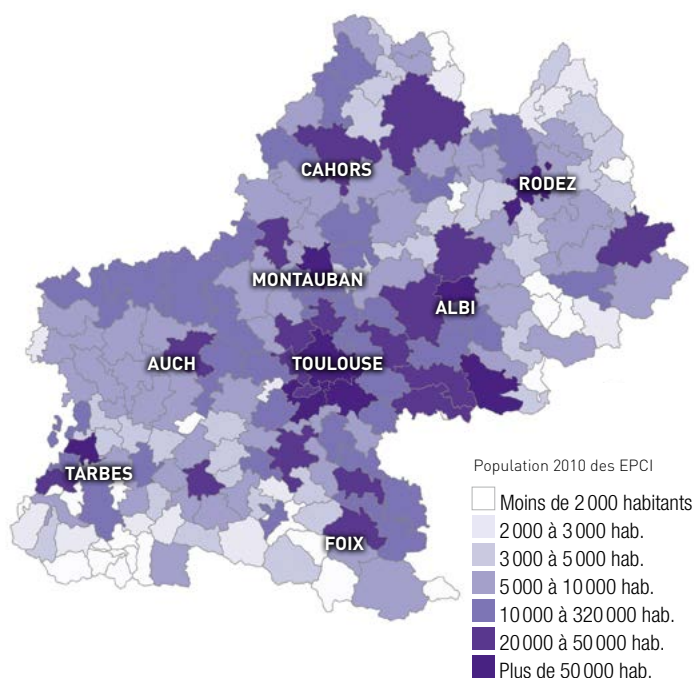 CAHORS
RODEZ
MONTAUBAN
ALBI
AUCH
TOULOUSE
TARBES
FOIX
Population 2010 des EPCI
Moins de 2 000 habitants
2 000 à 3 000 hab.
3 000 à 5 000 hab.
5 000 à 10 000 hab.
10 000 à 320 000 hab.
20 000 à 50 000 hab.
Plus de 50 000 hab.